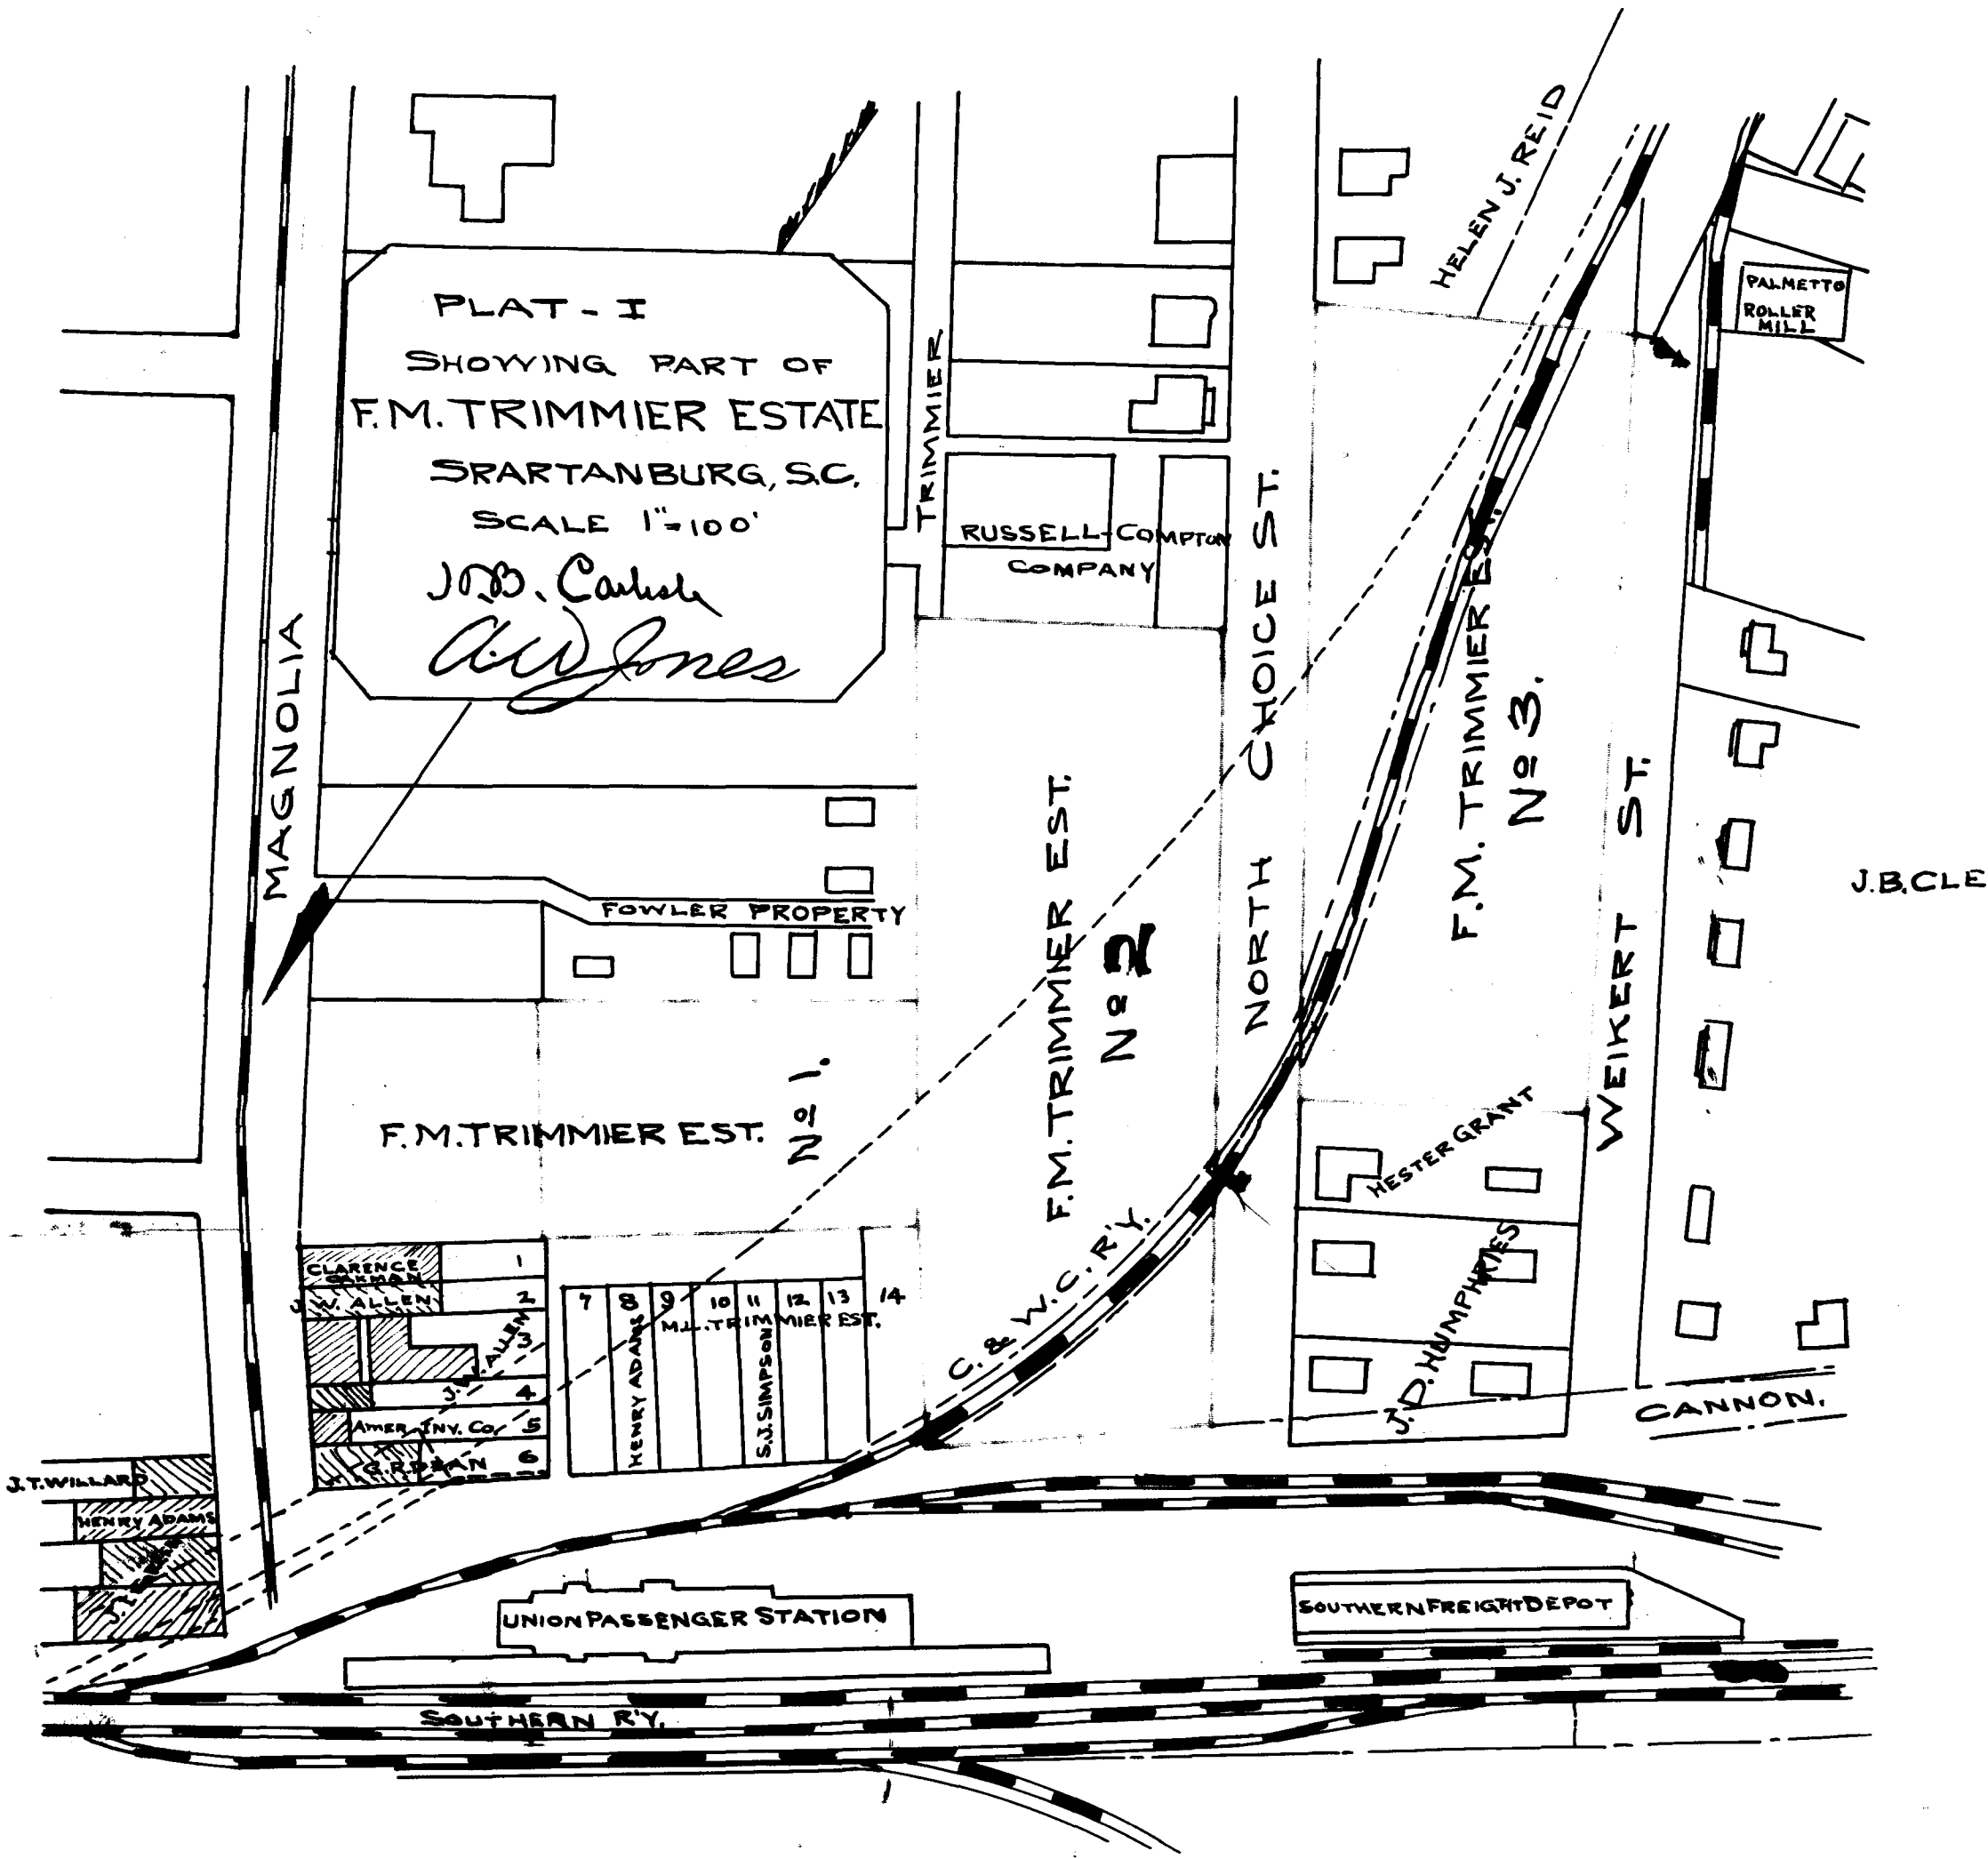 PLAT - I
SHOWING PART OF
F.M. TRIMMIER ESTATE
SPARTANBURG, S.C.
SCALE 1"=100'
J.B. Carlisle
A.W. Jones
MAGNOLIA
TRIMMIER
HELEN J. REID
PALMETTO
ROLLER
MILL
RUSSELL-COMPTON
COMPANY
NORTH CHOICE ST.
F.M. TRIMMIER EST.
No 3.
WEIKERT ST.
J.B. CLE
FOWLER PROPERTY
F.M. TRIMMIER EST.
No 2
F.M. TRIMMIER EST.
No 1.
HESTER GRANT
J.D. HUMPHRIES
CANNON.
C. & W. C. R'Y.
CLARENCE
OAKMAN
1
J.W. ALLEN
2
J. ALLEN
3
4
AMER. INV. CO.
5
G.R. DEAN
6
7
8
9
10
11
12
13
14
M.L. TRIMMIER EST.
HENRY ADAMS
S.J. SIMPSON
J.T. WILLARD
HENRY ADAMS
UNION PASSENGER STATION
SOUTHERN FREIGHT DEPOT
SOUTHERN R'Y.